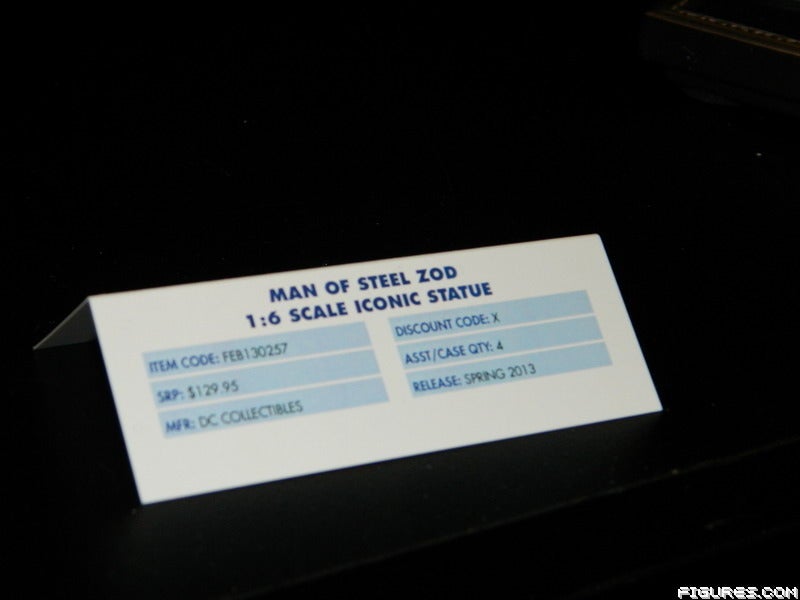 MAN OF STEEL ZOD
1:6 SCALE ICONIC STATUE
ITEM CODE: FEB130257
SRP: $129.95
MFR: DC COLLECTIBLES
DISCOUNT CODE: X
ASST/CASE QTY: 4
RELEASE: SPRING 2013
FIGURES.COM